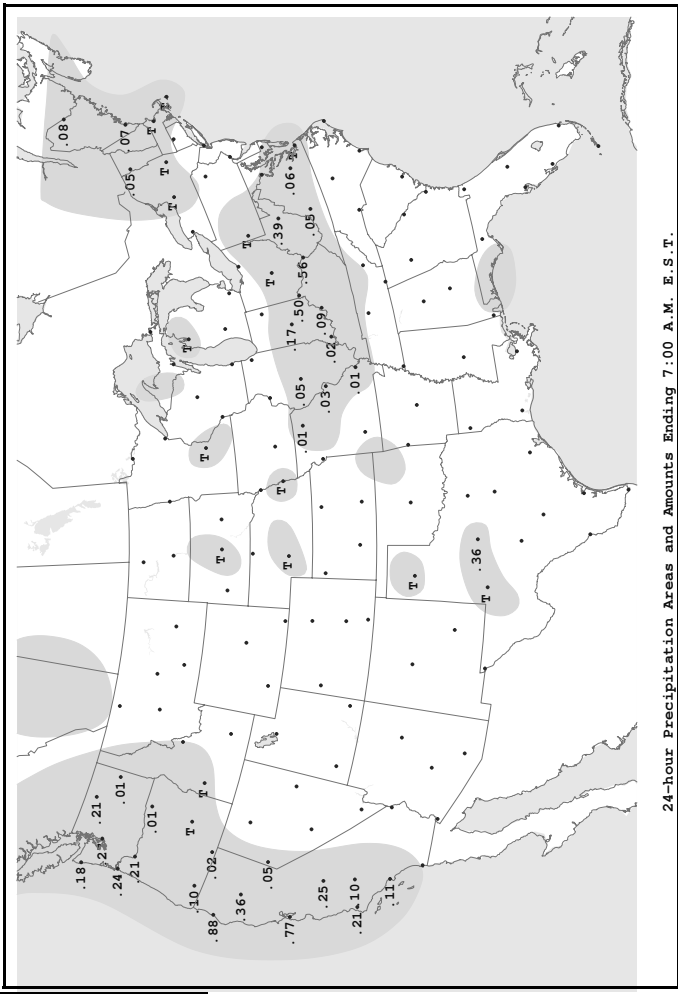 .08
.18
.21
.24
.01
.07
.05
.21
.01
T
T
T
T
T
.10
T
T
.02
.88
T
.36
T
.05
T
.39
T
T
.77
.06
.17
.50
.05
.01
.56
.05
.09
.25
.03
.02
.01
.10
.21
.11
T
.36
T
24-hour Precipitation Areas and Amounts Ending 7:00 A.M. E.S.T.